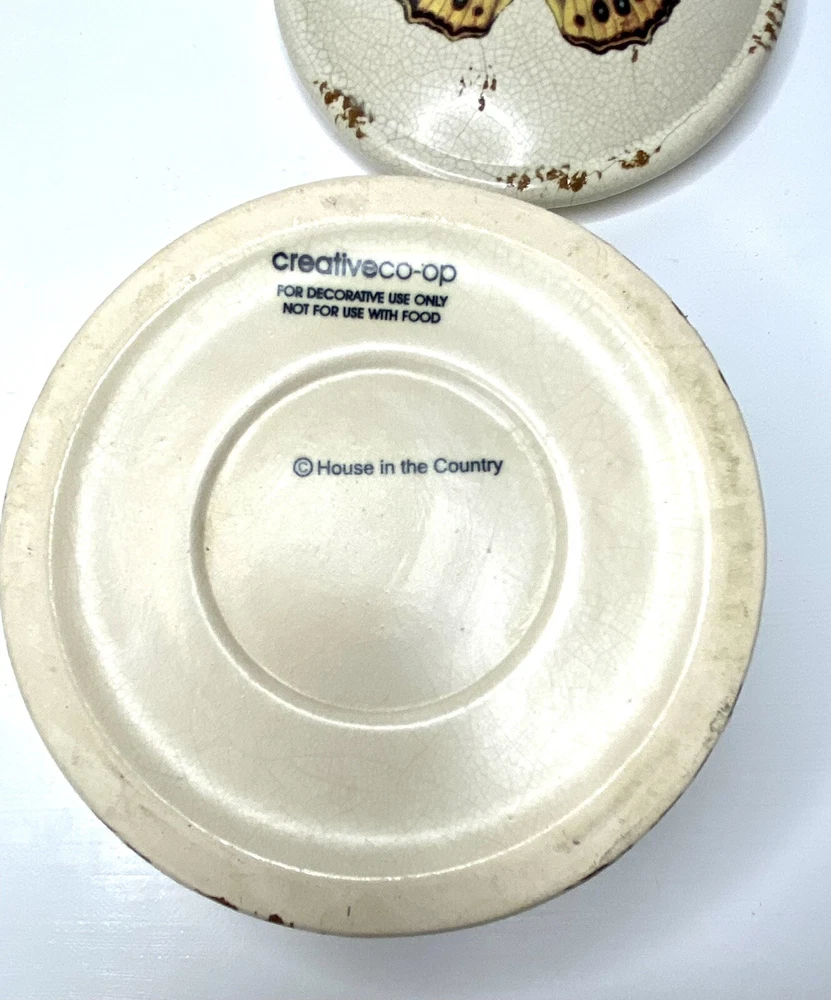 creativeco-op
FOR DECORATIVE USE ONLY
NOT FOR USE WITH FOOD
© House in the Country